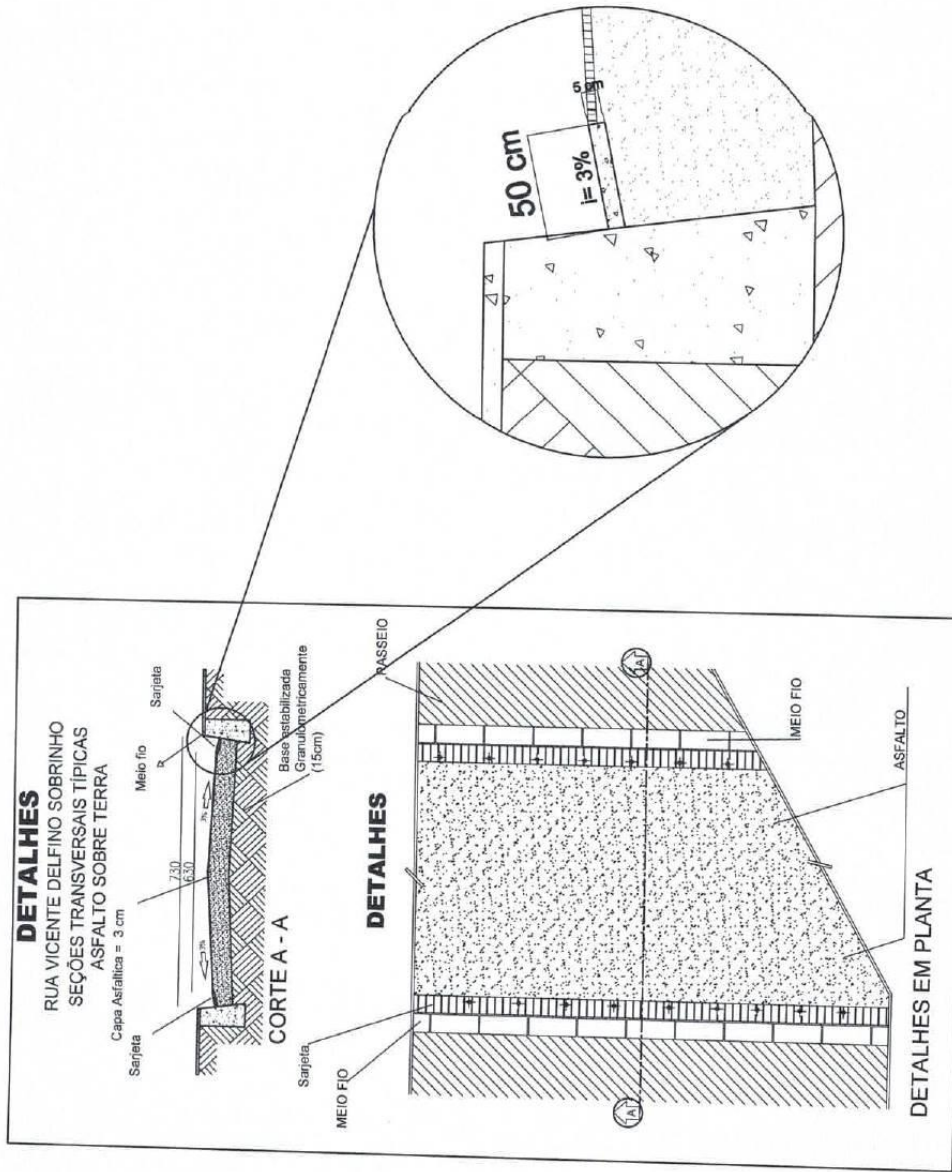 DETALHES
RUA VICENTE DELFINO SOBRINHO
SEÇÕES TRANSVERSAIS TÍPICAS
ASFALTO SOBRE TERRA
Capa Asfaltica = 3 cm
Sarjeta
730
630
3%
3%
Meio fio
Sarjeta
Base estabilizada
Granulometricamente
(15cm)
CORTE A - A
50 cm
i= 3%
5 cm
DETALHES
Sarjeta
MEIO FIO
PASSEIO
A
A
MEIO FIO
ASFALTO
DETALHES EM PLANTA